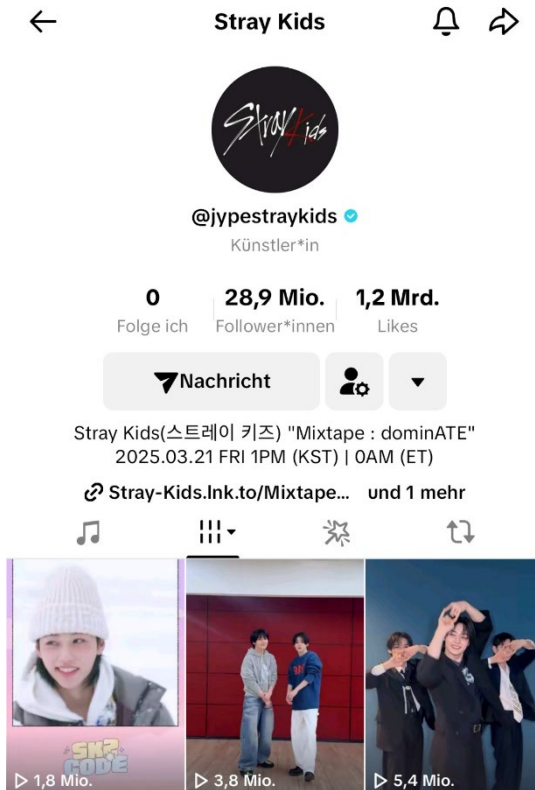 Stray Kids
Stray Kids
@jypestraykids
Künstler*in
0 28,9 Mio. 1,2 Mrd.
Folge ich Follower*innen Likes
Nachricht
Stray Kids(스트레이 키즈) "Mixtape : dominATE"
2025.03.21 FRI 1PM (KST) | 0AM (ET)
Stray-Kids.lnk.to/Mixtape... und 1 mehr
SKZ
CODE
1,8 Mio. 3,8 Mio. 5,4 Mio.